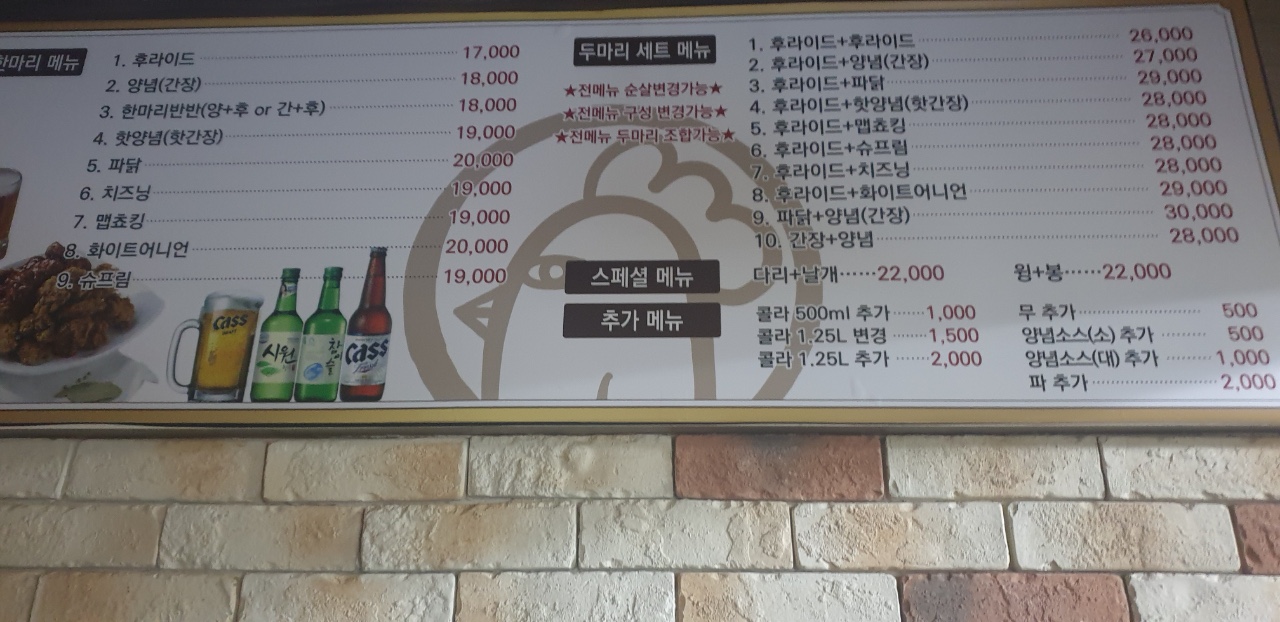 한마리 메뉴
1. 후라이드 17,000
2. 양념(간장) 18,000
3. 한마리반반(양+후 or 간+후) 18,000
4. 핫양념(핫간장) 19,000
5. 파닭 20,000
6. 치즈닝 19,000
7. 맵쵸킹 19,000
8. 화이트어니언 20,000
9. 슈프림 19,000
Cass
시원
참이슬
Cass
두마리 세트 메뉴
★전메뉴 순살변경가능★
★전메뉴 구성 변경가능★
★전메뉴 두마리 조합가능★
1. 후라이드+후라이드 26,000
2. 후라이드+양념(간장) 27,000
3. 후라이드+파닭 29,000
4. 후라이드+핫양념(핫간장) 28,000
5. 후라이드+맵쵸킹 28,000
6. 후라이드+슈프림 28,000
7. 후라이드+치즈닝 28,000
8. 후라이드+화이트어니언 29,000
9. 파닭+양념(간장) 30,000
10. 간장+양념 28,000
스페셜 메뉴
다리+날개 22,000 윙+봉 22,000
추가 메뉴
콜라 500ml 추가 1,000
콜라 1.25L 변경 1,500
콜라 1.25L 추가 2,000
무 추가 500
양념소스(소) 추가 500
양념소스(대) 추가 1,000
파 추가 2,000